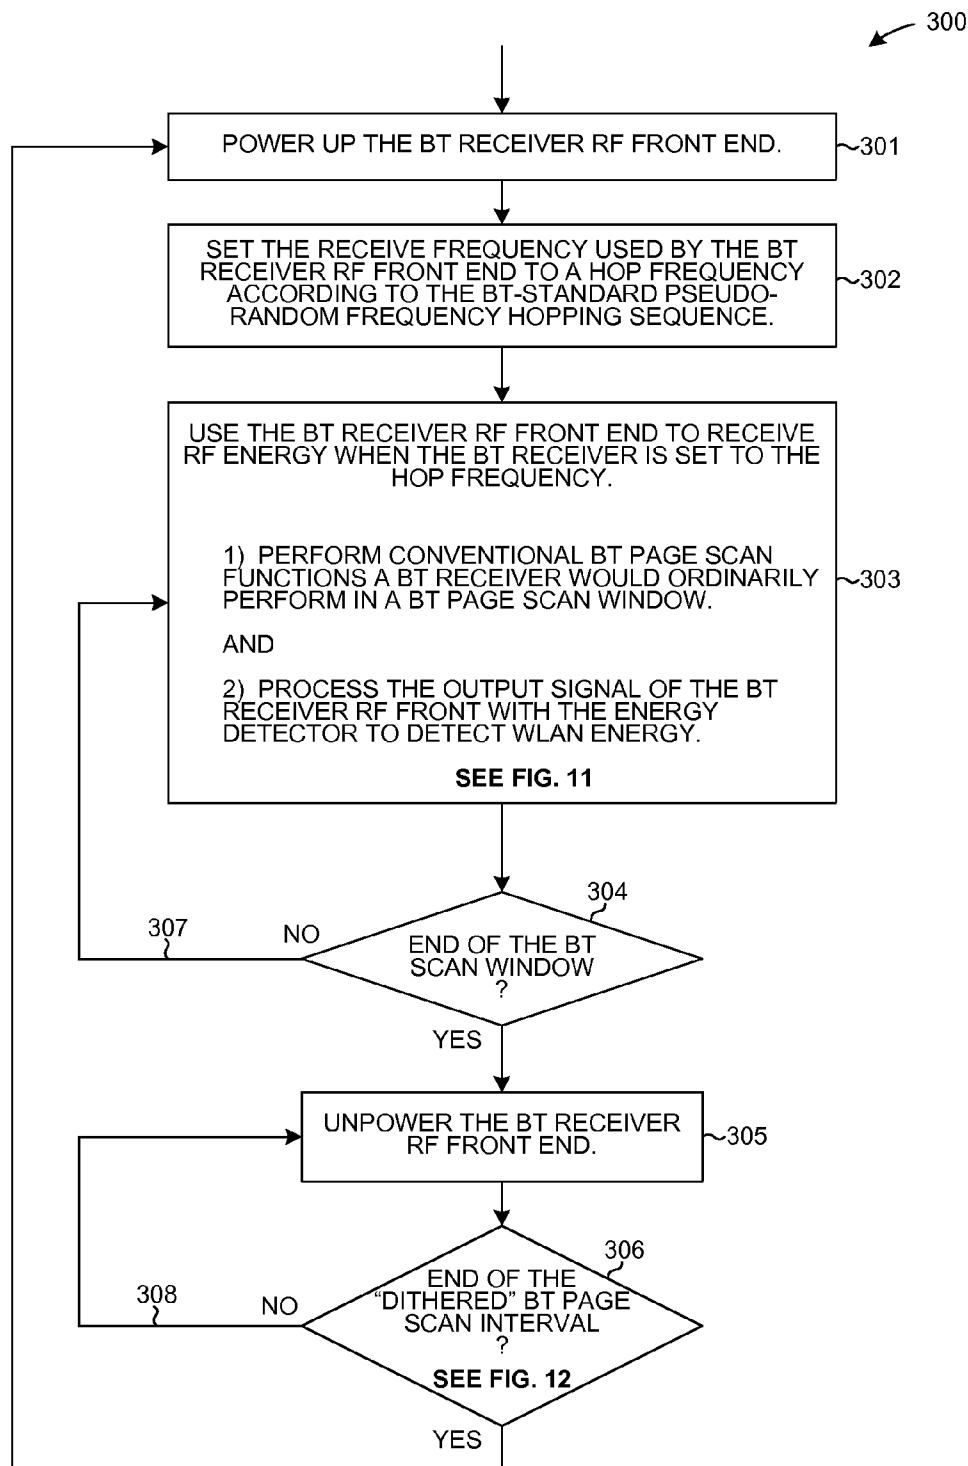 300
POWER UP THE BT RECEIVER RF FRONT END.
301
SET THE RECEIVE FREQUENCY USED BY THE BT
RECEIVER RF FRONT END TO A HOP FREQUENCY
ACCORDING TO THE BT-STANDARD PSEUDO-
RANDOM FREQUENCY HOPPING SEQUENCE.
302
USE THE BT RECEIVER RF FRONT END TO RECEIVE
RF ENERGY WHEN THE BT RECEIVER IS SET TO THE
HOP FREQUENCY.
1) PERFORM CONVENTIONAL BT PAGE SCAN
FUNCTIONS A BT RECEIVER WOULD ORDINARILY
PERFORM IN A BT PAGE SCAN WINDOW.
303
AND
2) PROCESS THE OUTPUT SIGNAL OF THE BT
RECEIVER RF FRONT WITH THE ENERGY
DETECTOR TO DETECT WLAN ENERGY.
SEE FIG. 11
304
307
NO
END OF THE BT
SCAN WINDOW
?
YES
UNPOWER THE BT RECEIVER
RF FRONT END.
305
306
308
NO
END OF THE
"DITHERED" BT PAGE
SCAN INTERVAL
?
SEE FIG. 12
YES